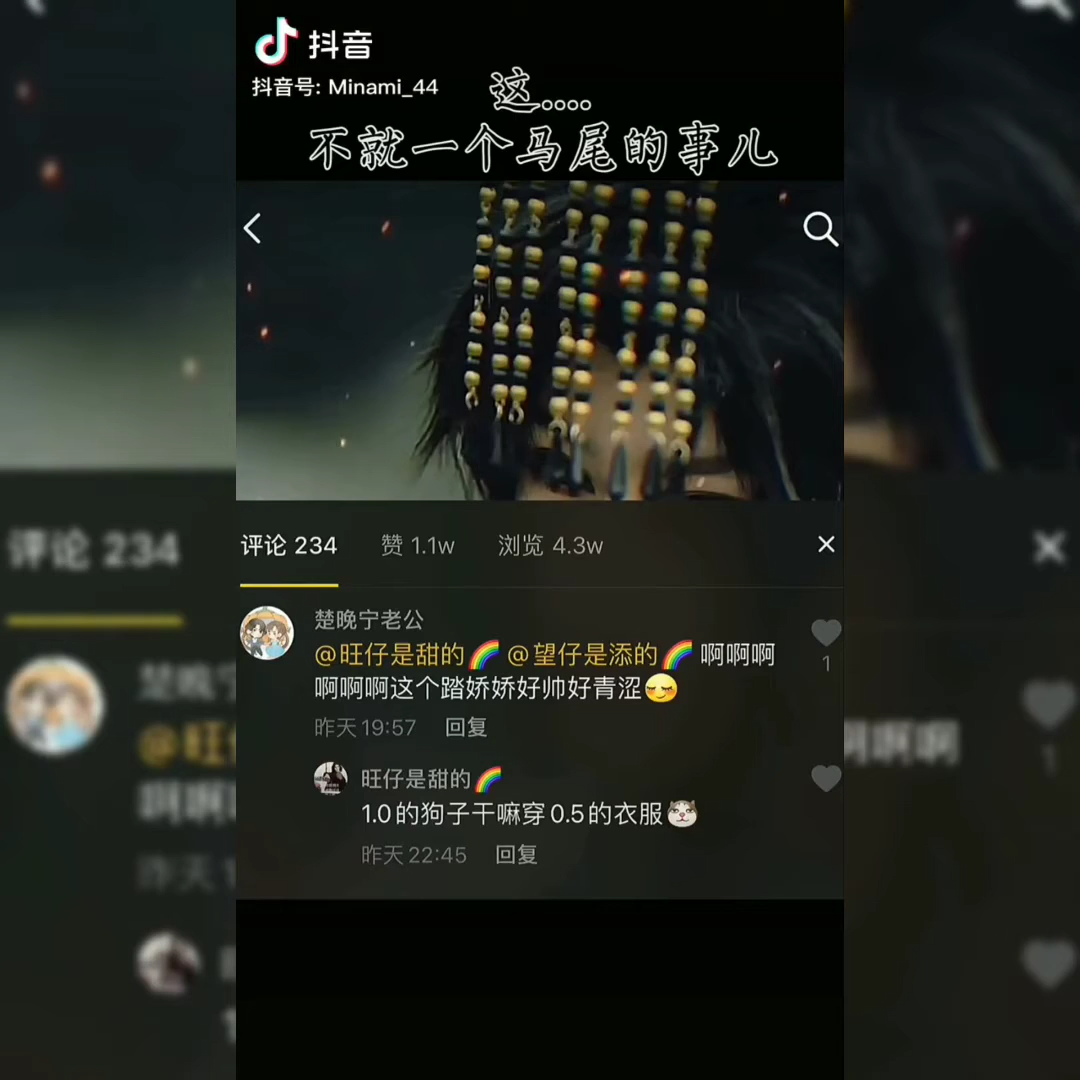 抖音
抖音号: Minami_44
这....
不就一个马尾的事儿
评论 234
赞 1.1w
浏览 4.3w
楚晚宁老公
@旺仔是甜的🌈 @望仔是添的🌈 啊啊啊
啊啊啊这个踏娇娇好帅好青涩😚
昨天19:57 回复
1
旺仔是甜的🌈
1.0的狗子干嘛穿0.5的衣服🐱
昨天22:45 回复